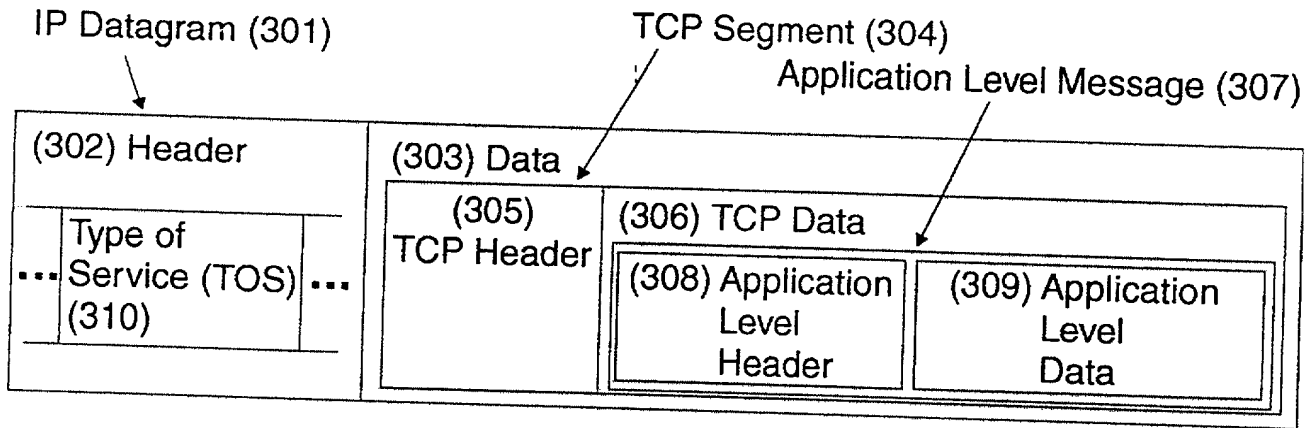 IP Datagram (301)
TCP Segment (304)
Application Level Message (307)
(302) Header
(303) Data
(305)
TCP Header
(306) TCP Data
Type of
... Service (TOS) ...
(310)
(308) Application
Level
Header
(309) Application
Level
Data